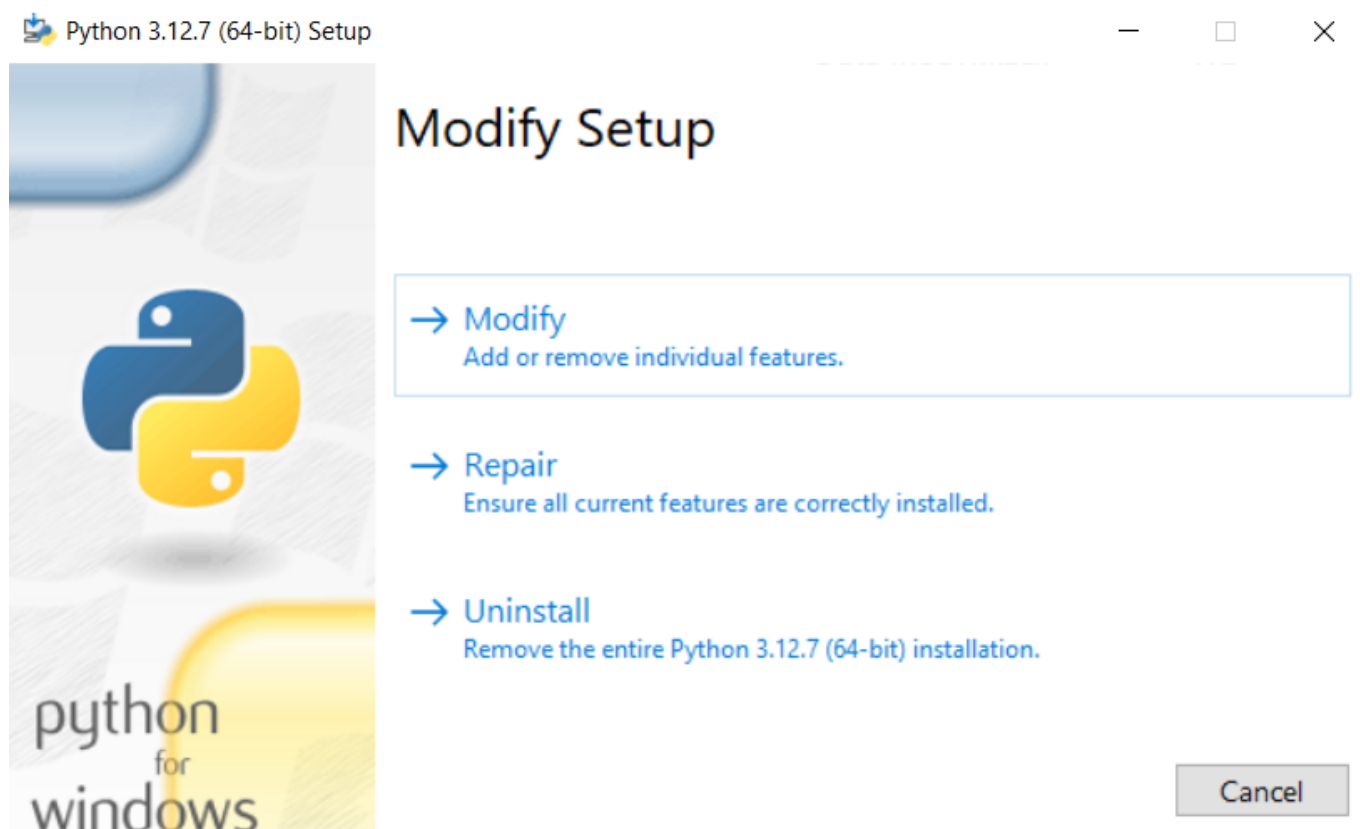 Python 3.12.7 (64-bit) Setup
Modify Setup
Modify
Add or remove individual features.
Repair
Ensure all current features are correctly installed.
Uninstall
Remove the entire Python 3.12.7 (64-bit) installation.
python
for
windows
Cancel